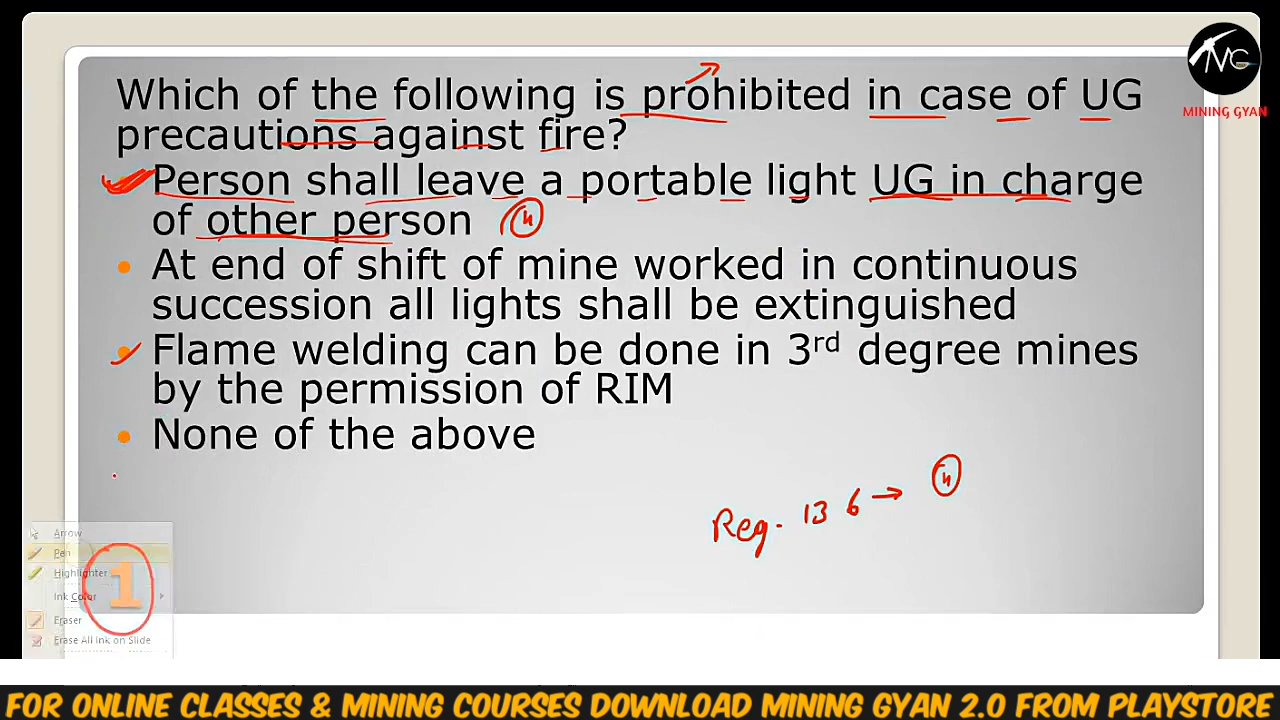 MG
MINING GYAN
Which of the following is prohibited in case of UG
precautions against fire?
Person shall leave a portable light UG in charge
of other person (4)
At end of shift of mine worked in continuous
succession all lights shall be extinguished
Flame welding can be done in 3rd degree mines
by the permission of RIM
None of the above
Reg. 136 → (4)
Arrow
Pen
Highlighter
1
Ink Color
Eraser
Erase All Ink on Slide
FOR ONLINE CLASSES & MINING COURSES DOWNLOAD MINING GYAN 2.0 FROM PLAYSTORE